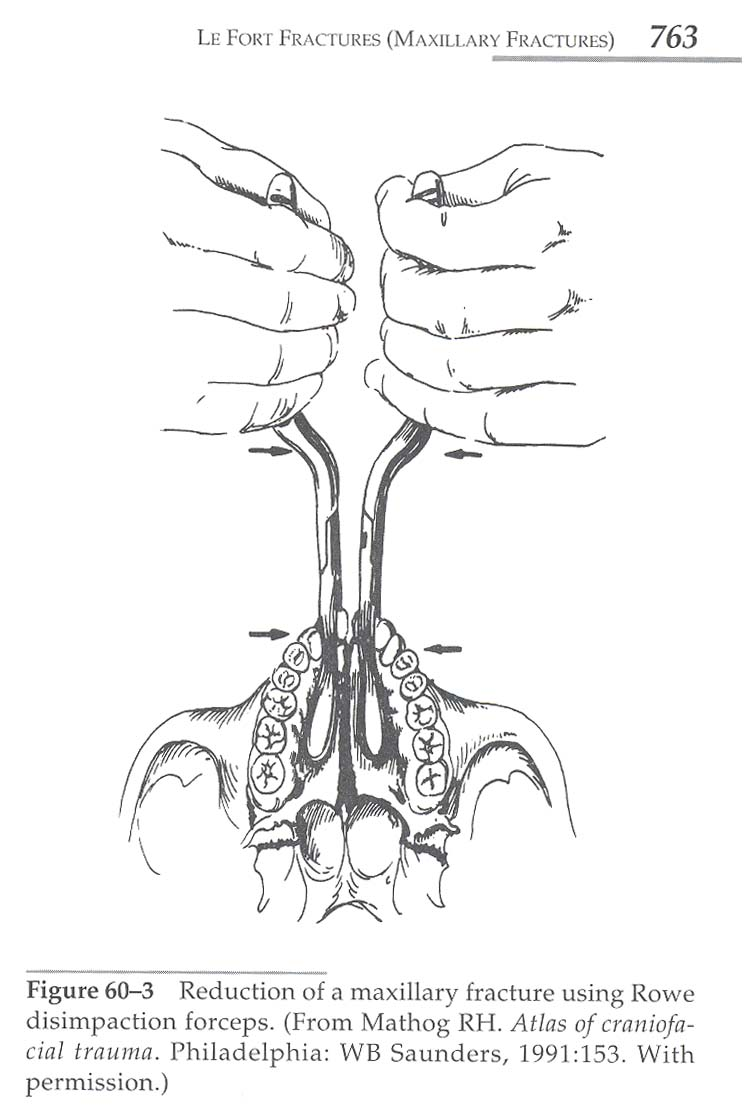 LE FORT FRACTURES (MAXILLARY FRACTURES) 763
Figure 60–3 Reduction of a maxillary fracture using Rowe
disimpaction forceps. (From Mathog RH. Atlas of craniofa-
cial trauma. Philadelphia: WB Saunders, 1991:153. With
permission.)